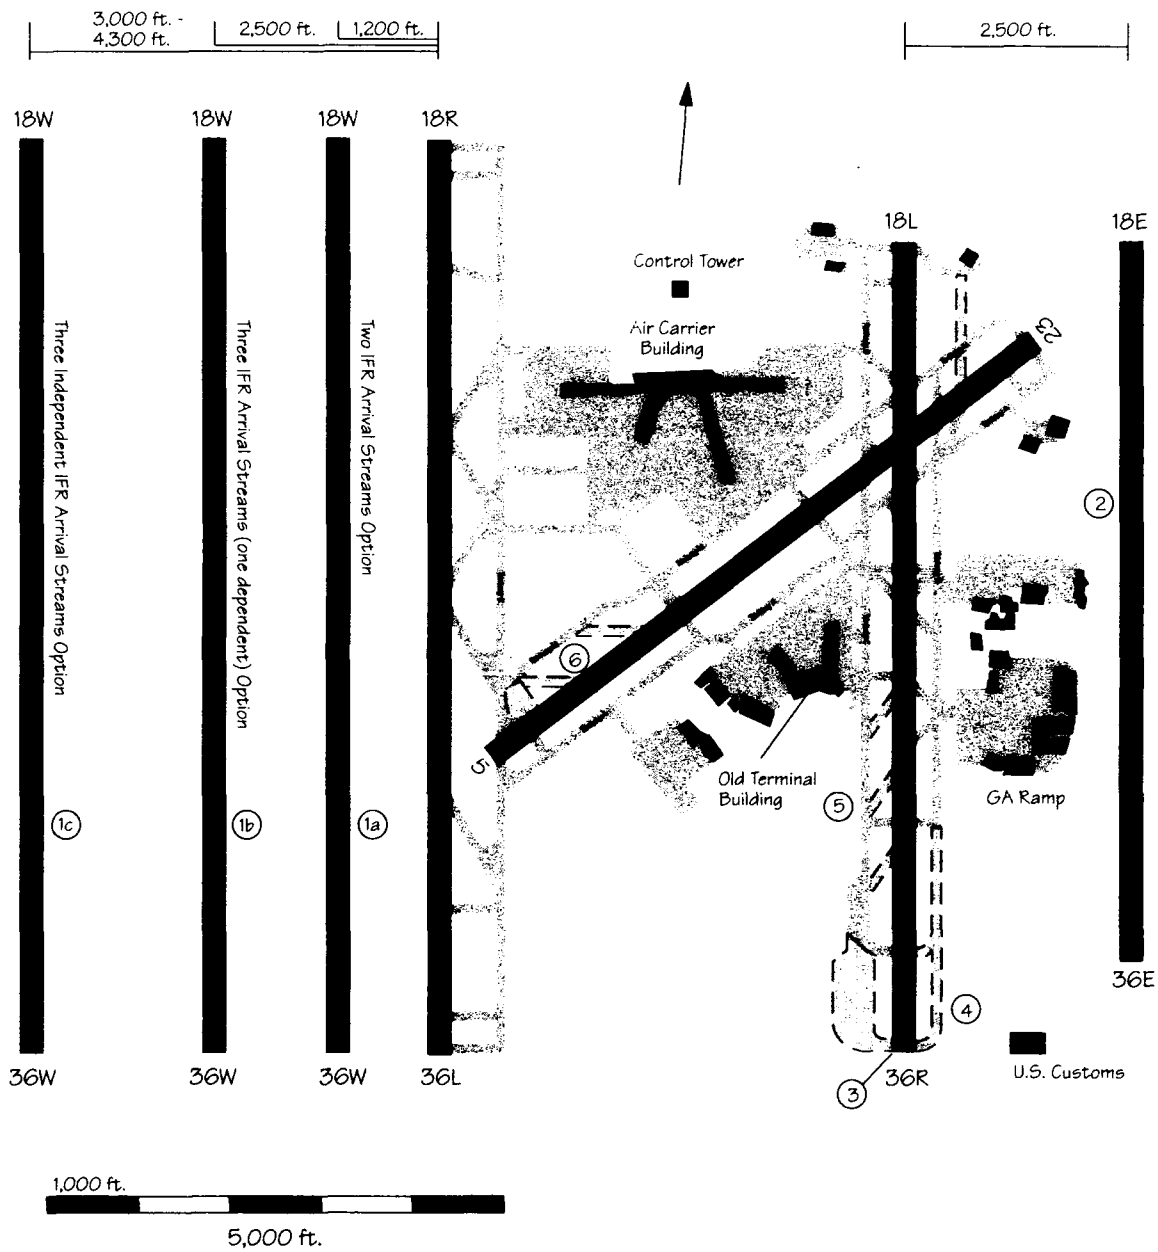 3,000 ft. -
4,300 ft.
2,500 ft.
1,200 ft.
2,500 ft.
18W
18W
18W
18R
18L
18E
Control Tower
Air Carrier
Building
23
Three Independent IFR Arrival Streams Option
Three IFR Arrival Streams (one dependent) Option
Two IFR Arrival Streams Option
2
6
5
Old Terminal
Building
5
GA Ramp
1c
1b
1a
36E
4
U.S. Customs
36W
36W
36W
36L
36R
3
1,000 ft.
5,000 ft.